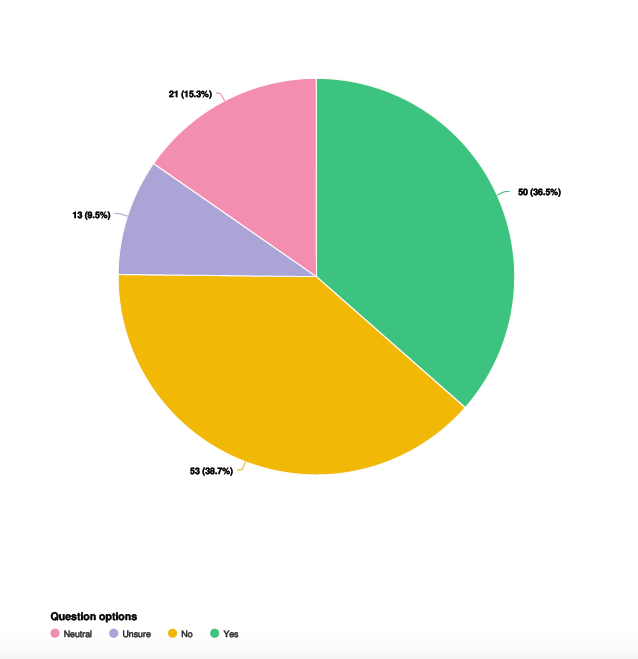 21 (15.3%)
50 (36.5%)
13 (9.5%)
53 (38.7%)
Question options
Neutral Unsure No Yes